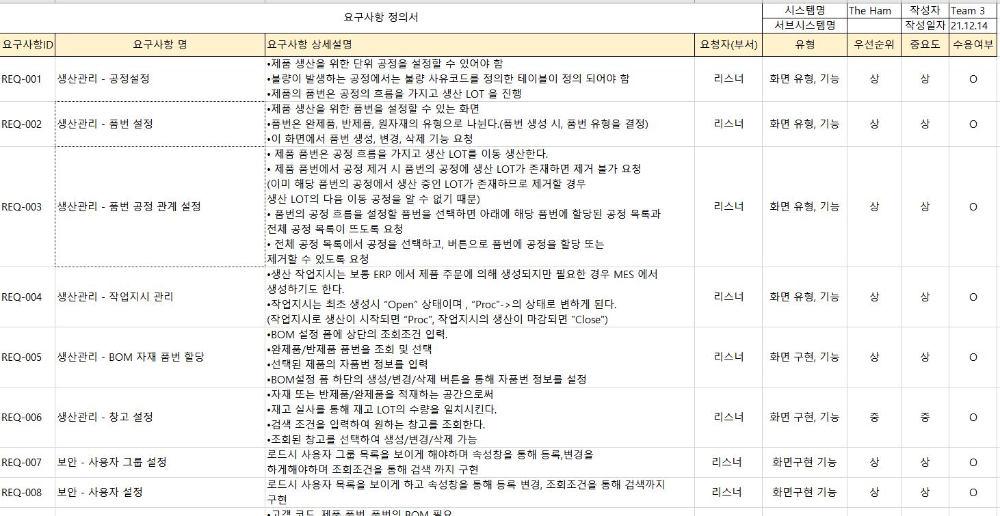 요구사항 정의서
시스템명 The Ham 작성자 Team 3
서브시스템명 작성일자 21.12.14
요구사항ID 요구사항 명 요구사항 상세설명 요청자(부서) 유형 우선순위 중요도 수용여부
REQ-001 생산관리 - 공정설정
•제품 생산을 위한 단위 공정을 설정할 수 있어야 함
•불량이 발생하는 공정에서는 불량 사유코드를 정의한 테이블이 정의 되어야 함
•제품의 품번은 공정의 흐름을 가지고 생산 LOT 을 진행
리스너 화면 유형, 기능 상 상 O
REQ-002 생산관리 - 품번 설정
•제품 생산을 위한 품번을 설정할 수 있는 화면
•품번은 완제품, 반제품, 원자재의 유형으로 나뉜다.(품번 생성 시, 품번 유형을 결정)
•이 화면에서 품번 생성, 변경, 삭제 기능 요청
리스너 화면 유형, 기능 상 상 O
REQ-003 생산관리 - 품번 공정 관계 설정
• 제품 품번은 공정 흐름을 가지고 생산 LOT를 이동 생산한다.
• 제품 품번에서 공정 제거 시 품번의 공정에 생산 LOT가 존재하면 제거 불가 요청
(이미 해당 품번의 공정에서 생산 중인 LOT가 존재하므로 제거할 경우
생산 LOT의 다음 이동 공정을 알 수 없기 때문)
• 품번의 공정 흐름을 설정할 품번을 선택하면 아래에 해당 품번에 할당된 공정 목록과
전체 공정 목록이 뜨도록 요청
• 전체 공정 목록에서 공정을 선택하고, 버튼으로 품번에 공정을 할당 또는
제거할 수 있도록 요청
리스너 화면 유형, 기능 상 상 O
REQ-004 생산관리 - 작업지시 관리
•생산 작업지시는 보통 ERP 에서 제품 주문에 의해 생성되지만 필요한 경우 MES 에서
생성하기도 한다.
•작업지시는 최초 생성시 “Open” 상태이며 , “Proc"->의 상태로 변하게 된다.
(작업지시로 생산이 시작되면 “Proc", 작업지시의 생산이 마감되면 "Close")
리스너 화면 유형, 기능 상 상 O
REQ-005 생산관리 - BOM 자재 품번 할당
•BOM 설정 폼에 상단의 조회조건 입력.
•완제품/반제품 품번을 조회 및 선택
•선택된 제품의 자품번 정보를 입력
•BOM설정 폼 하단의 생성/변경/삭제 버튼을 통해 자품번 정보를 설정
리스너 화면 구현, 기능 상 상 O
REQ-006 생산관리 - 창고 설정
•자재 또는 반제품/완제품을 적재하는 공간으로써
•재고 실사를 통해 재고 LOT의 수량을 일치시킨다.
•검색 조건을 입력하여 원하는 창고를 조회한다.
•조회된 창고를 선택하여 생성/변경/삭제 가능
리스너 화면 구현, 기능 중 중 O
REQ-007 보안 - 사용자 그룹 설정
로드시 사용자 그룹 목록을 보이게 해야하며 속성창을 통해 등록,변경을
하게해야하며 조회조건을 통해 검색 까지 구현
리스너 화면구현 기능 상 상 O
REQ-008 보안 - 사용자 설정
로드시 사용자 목록을 보이게 하고 속성창을 통해 등록 변경, 조회조건을 통해 검색까지
구현
리스너 화면구현 기능 상 상 O
•고객 코드, 제품 품번, 품번의 BOM 필요